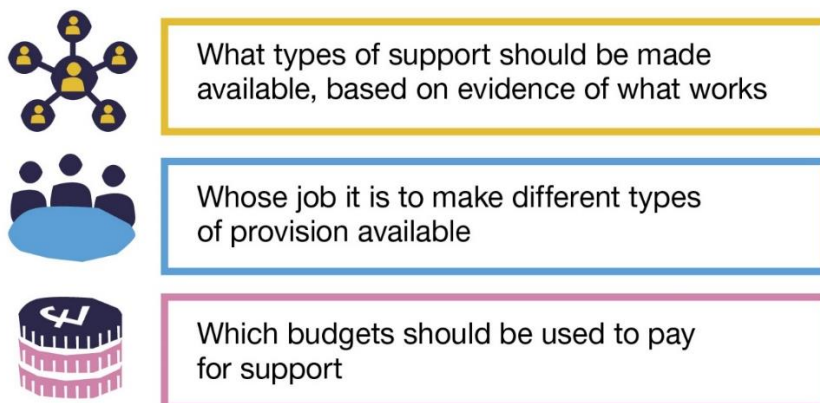 What types of support should be made
available, based on evidence of what works
Whose job it is to make different types
of provision available
£
Which budgets should be used to pay
for support